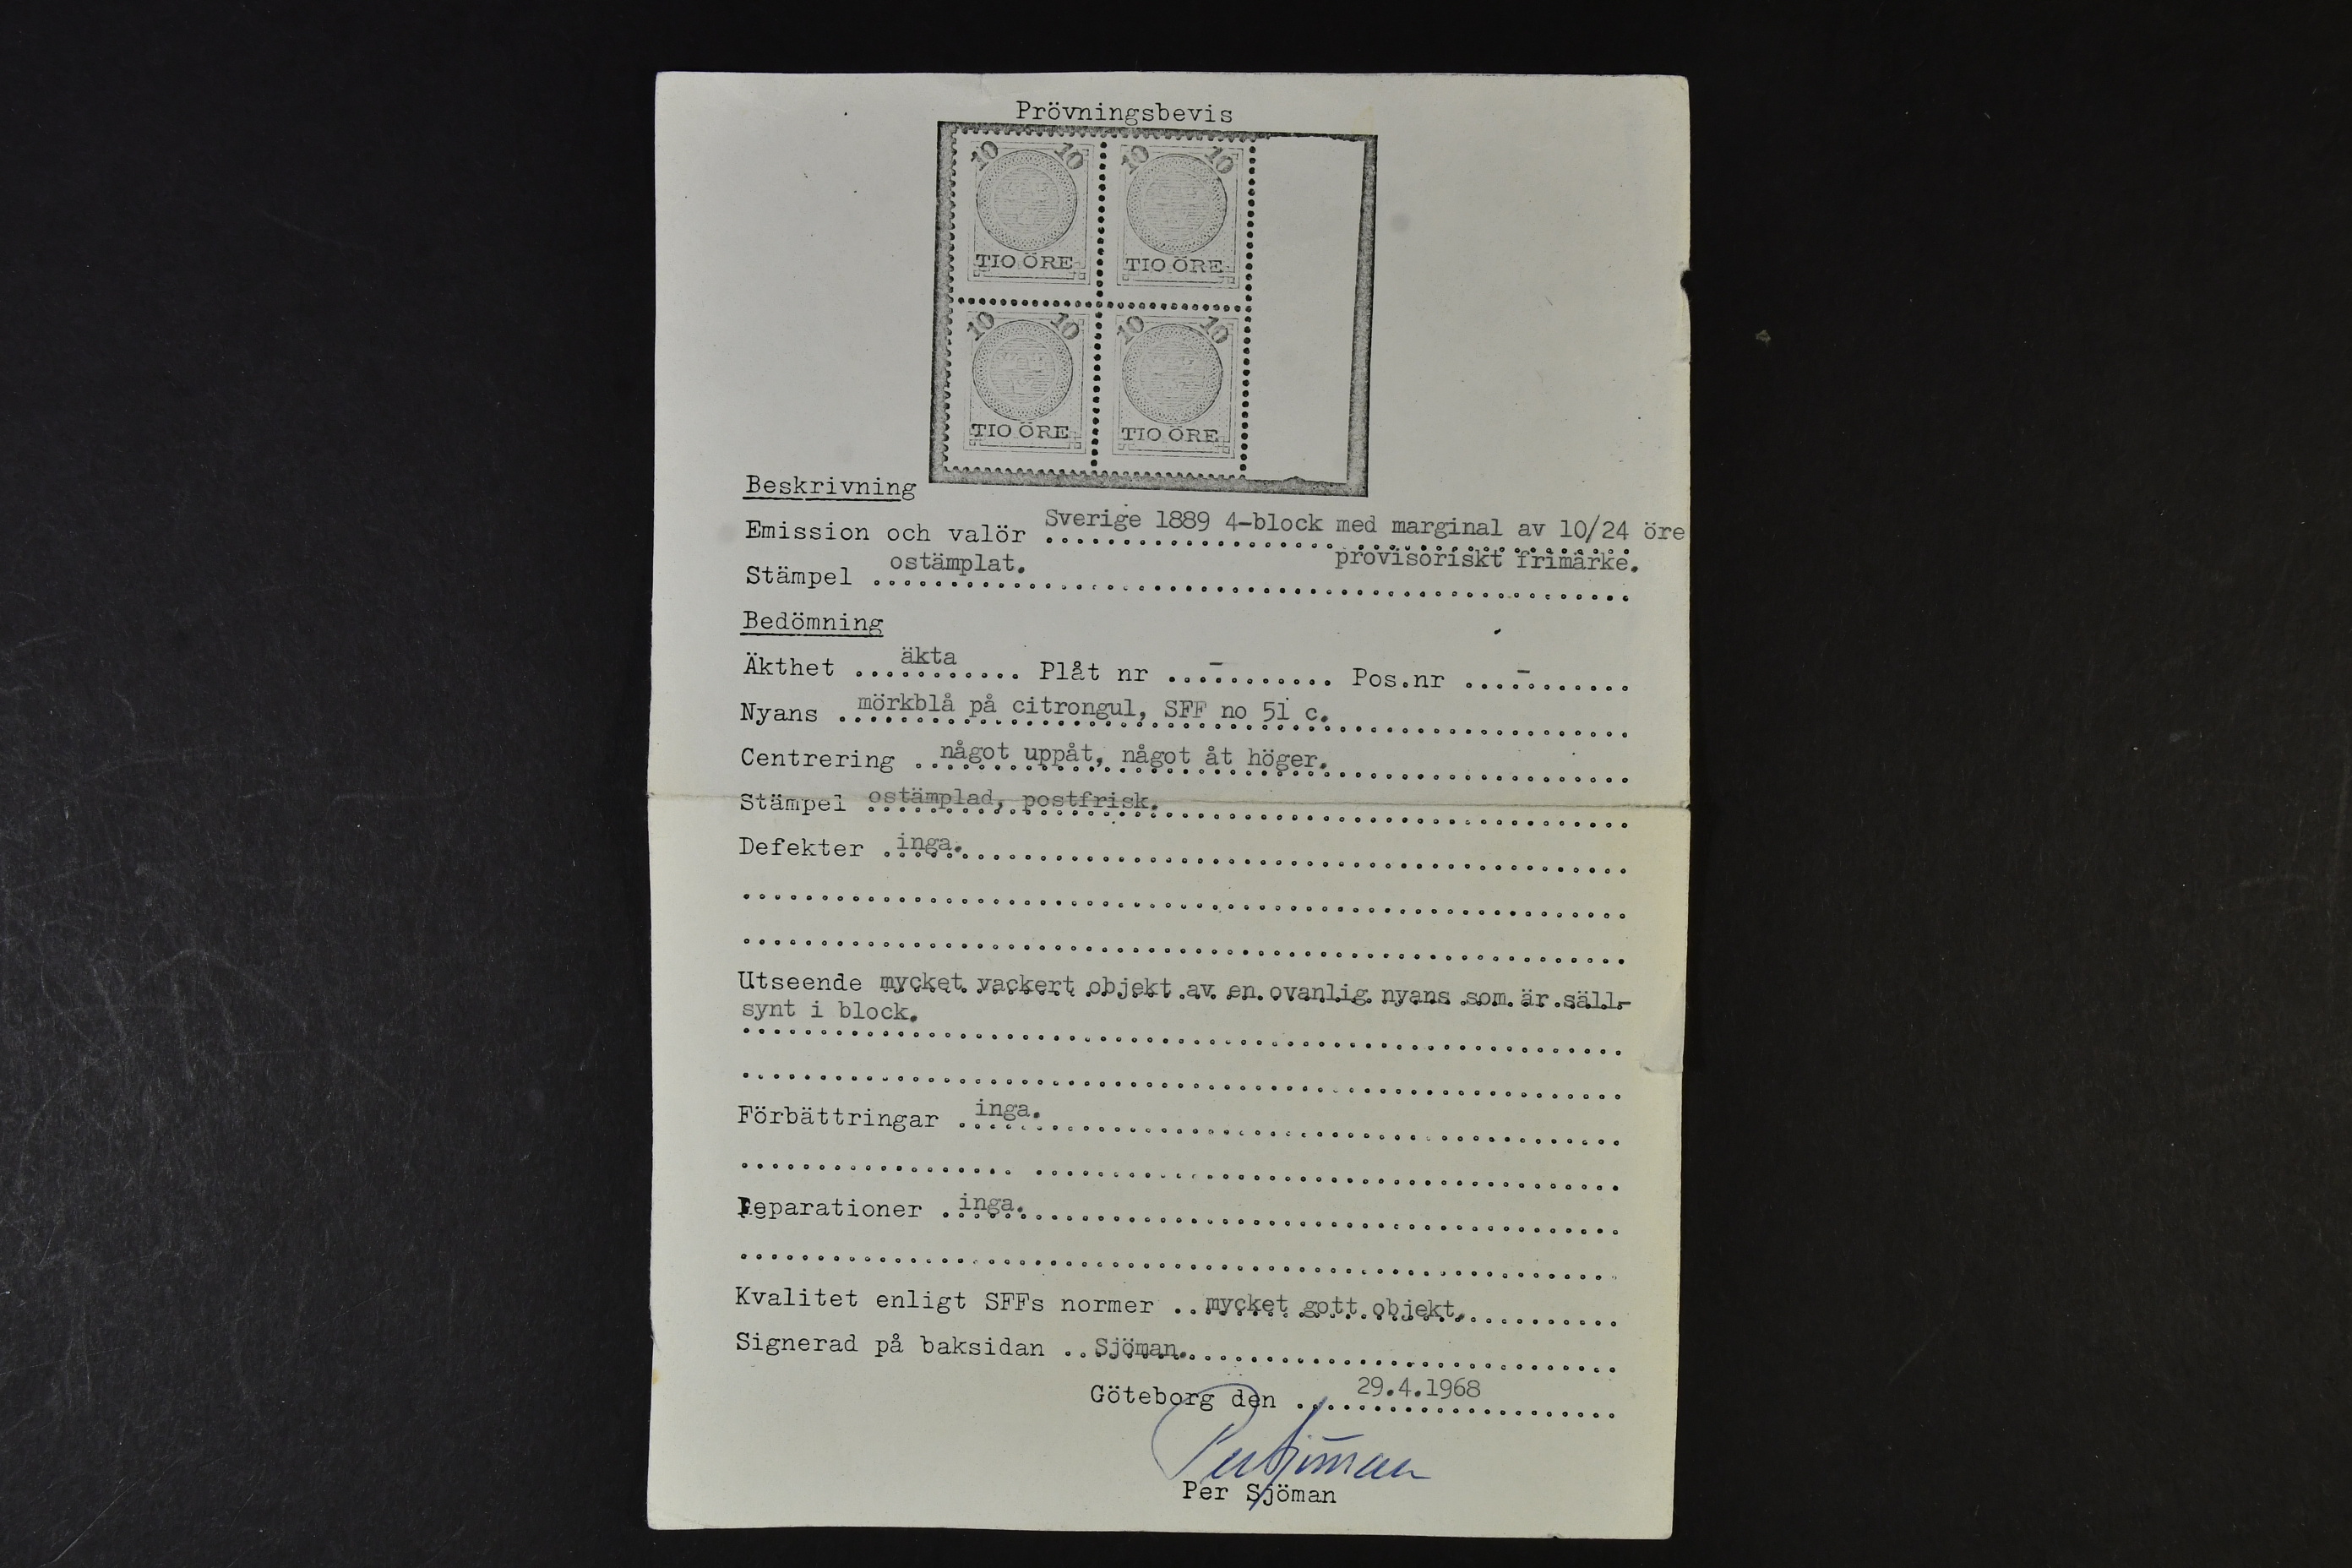 Prövningsbevis
10 10 10 10
TIO ÖRE TIO ÖRE
10 10 10 10
TIO ÖRE TIO ÖRE
Beskrivning
Emission och valör Sverige 1889 4-block med marginal av 10/24 öre
provisoriskt frimärke.
Stämpel ostämplat.
Bedömning
Äkthet äkta Plåt nr - Pos.nr -
Nyans mörkblå på citrongul, SFF no 51 c.
Centrering något uppåt, något åt höger.
Stämpel ostämplad, postfrisk.
Defekter inga.
Utseende mycket vackert objekt av en ovanlig nyans som är säll-
synt i block.
Förbättringar inga.
Reparationer inga.
Kvalitet enligt SFFs normer mycket gott objekt.
Signerad på baksidan Sjöman.
Göteborg den 29.4.1968
Per Sjöman
Per Sjöman